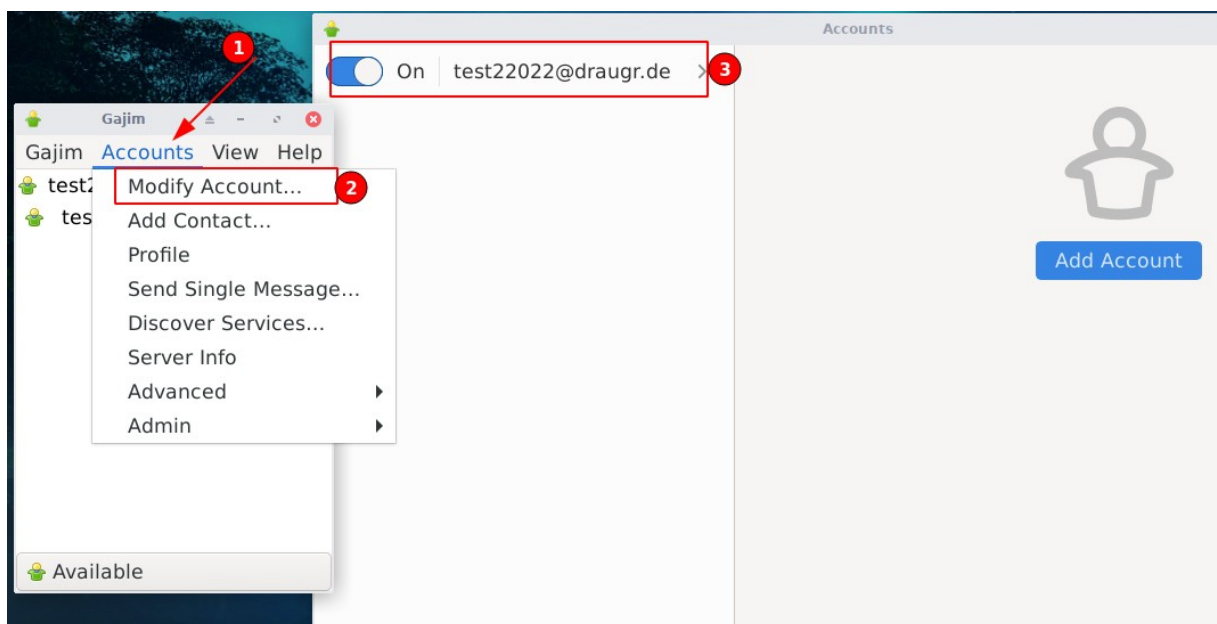 Accounts
1
On test22022@draugr.de 3
Gajim
Gajim Accounts View Help
test2
tes
Modify Account... 2
Add Contact...
Profile
Send Single Message...
Discover Services...
Server Info
Advanced
Admin
Available
Add Account